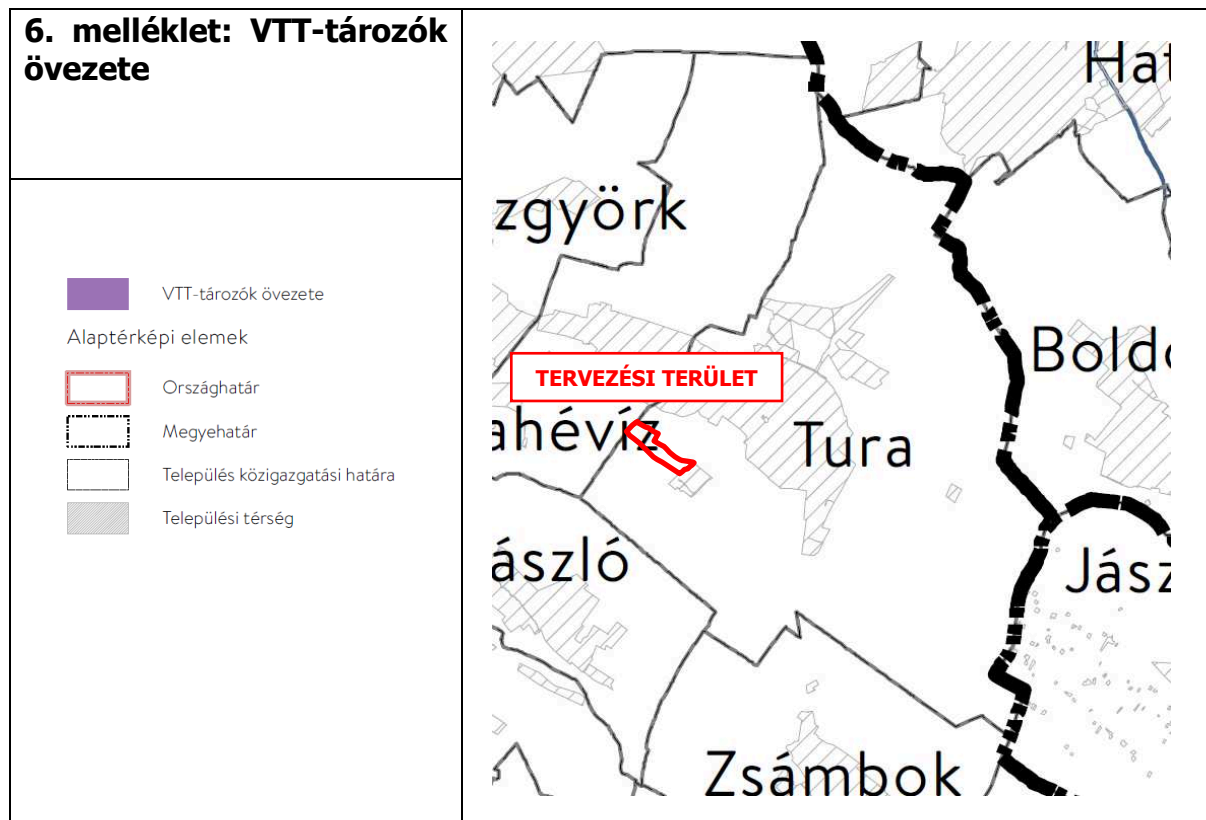 6. melléklet: VTT-tározók
övezete
VTT-tározók övezete
Alaptérképi elemek
Országhatár
Megyehatár
Település közigazgatási határa
Települési térség
Hat
zgyörk
Boldo
TERVEZÉSI TERÜLET
ahévíz
Tura
ászló
Jász
Zsámbok